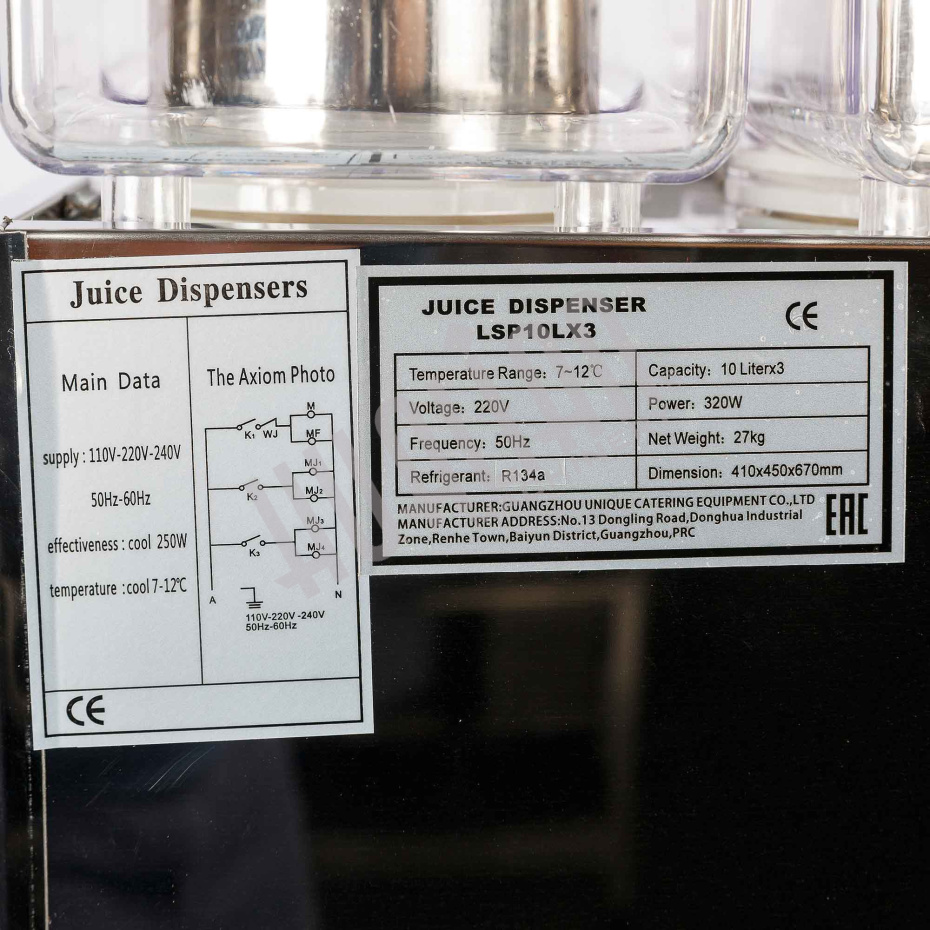 Juice Dispensers
Main Data
supply : 110V-220V-240V
50Hz-60Hz
effectiveness : cool 250W
temperature : cool 7-12℃
The Axiom Photo
M
K1 WJ
MF
MJ1
K2
MJ2
MJ3
K3
MJ4
A
N
110V-220V -240V
50Hz-60Hz
CE
JUICE DISPENSER
LSP10LX3
CE
Temperature Range: 7~12℃
Capacity: 10 Literx3
Voltage: 220V
Power: 320W
Frequency: 50Hz
Net Weight: 27kg
Refrigerant: R134a
Dimension: 410x450x670mm
MANUFACTURER:GUANGZHOU UNIQUE CATERING EQUIPMENT CO.,LTD
MANUFACTURER ADDRESS:No.13 Dongling Road,Donghua Industrial
Zone,Renhe Town,Baiyun District,Guangzhou,PRC
EAC